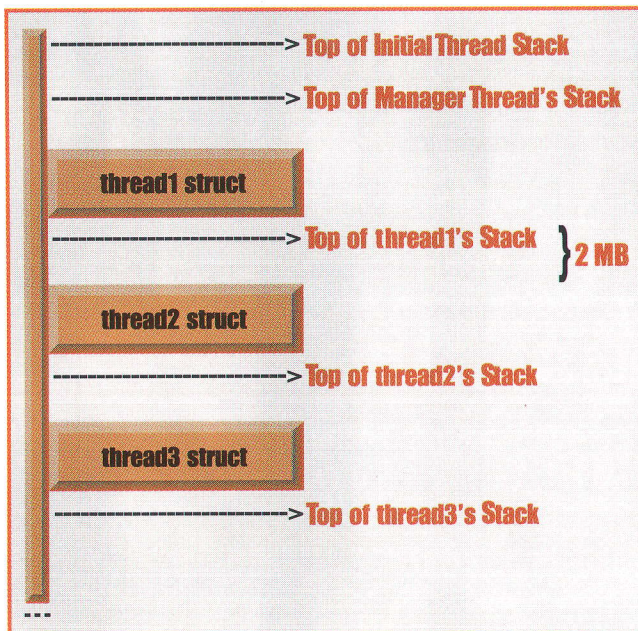 --------------------------> Top of Initial Thread Stack
--------------------------> Top of Manager Thread's Stack
thread1 struct
--------------------------> Top of thread1's Stack
} 2 MB
thread2 struct
--------------------------> Top of thread2's Stack
thread3 struct
--------------------------> Top of thread3's Stack
---